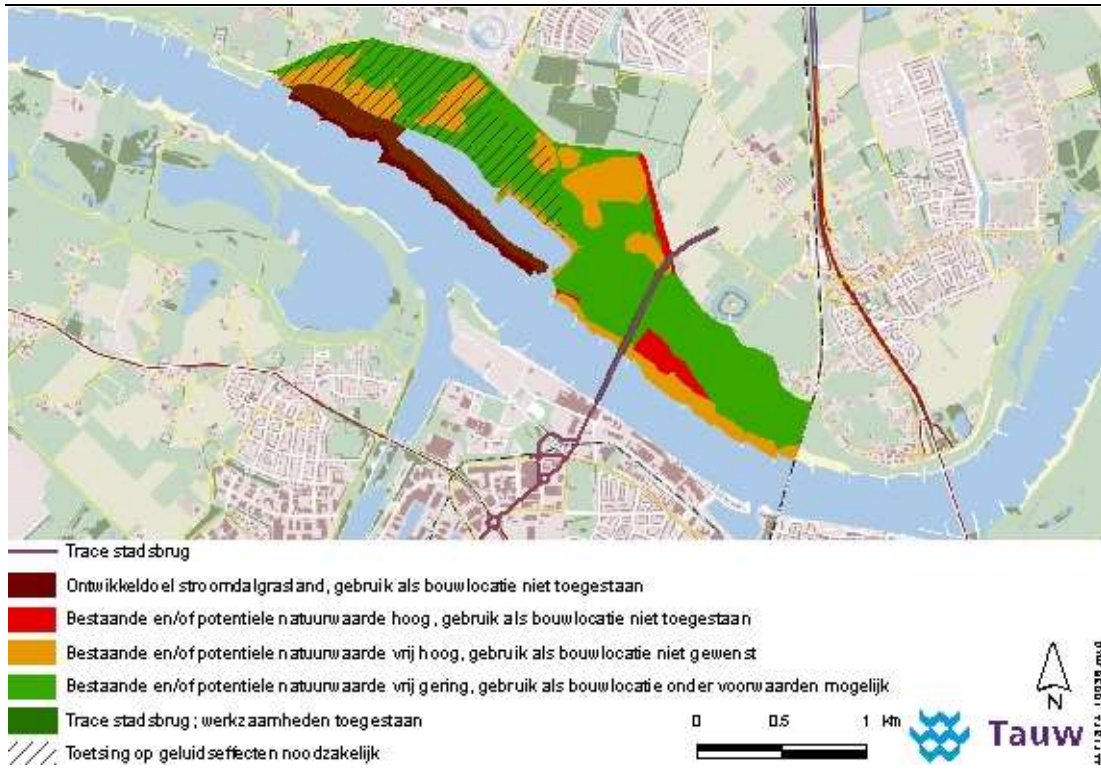 Trace stadsbrug
Ontwikkeldoel stroomdalgrasland, gebruik als bouwlocatie niet toegestaan
Bestaande en/of potentiele natuurwaarde hoog, gebruik als bouwlocatie niet toegestaan
Bestaande en/of potentiele natuurwaarde vrij hoog, gebruik als bouwlocatie niet gewenst
Bestaande en/of potentiele natuurwaarde vrij gering, gebruik als bouwlocatie onder voorwaarden mogelijk
Trace stadsbrug; werkzaamheden toegestaan
Toetsing op geluidseffecten noodzakelijk
0 0.5 1 km
N
Tauw